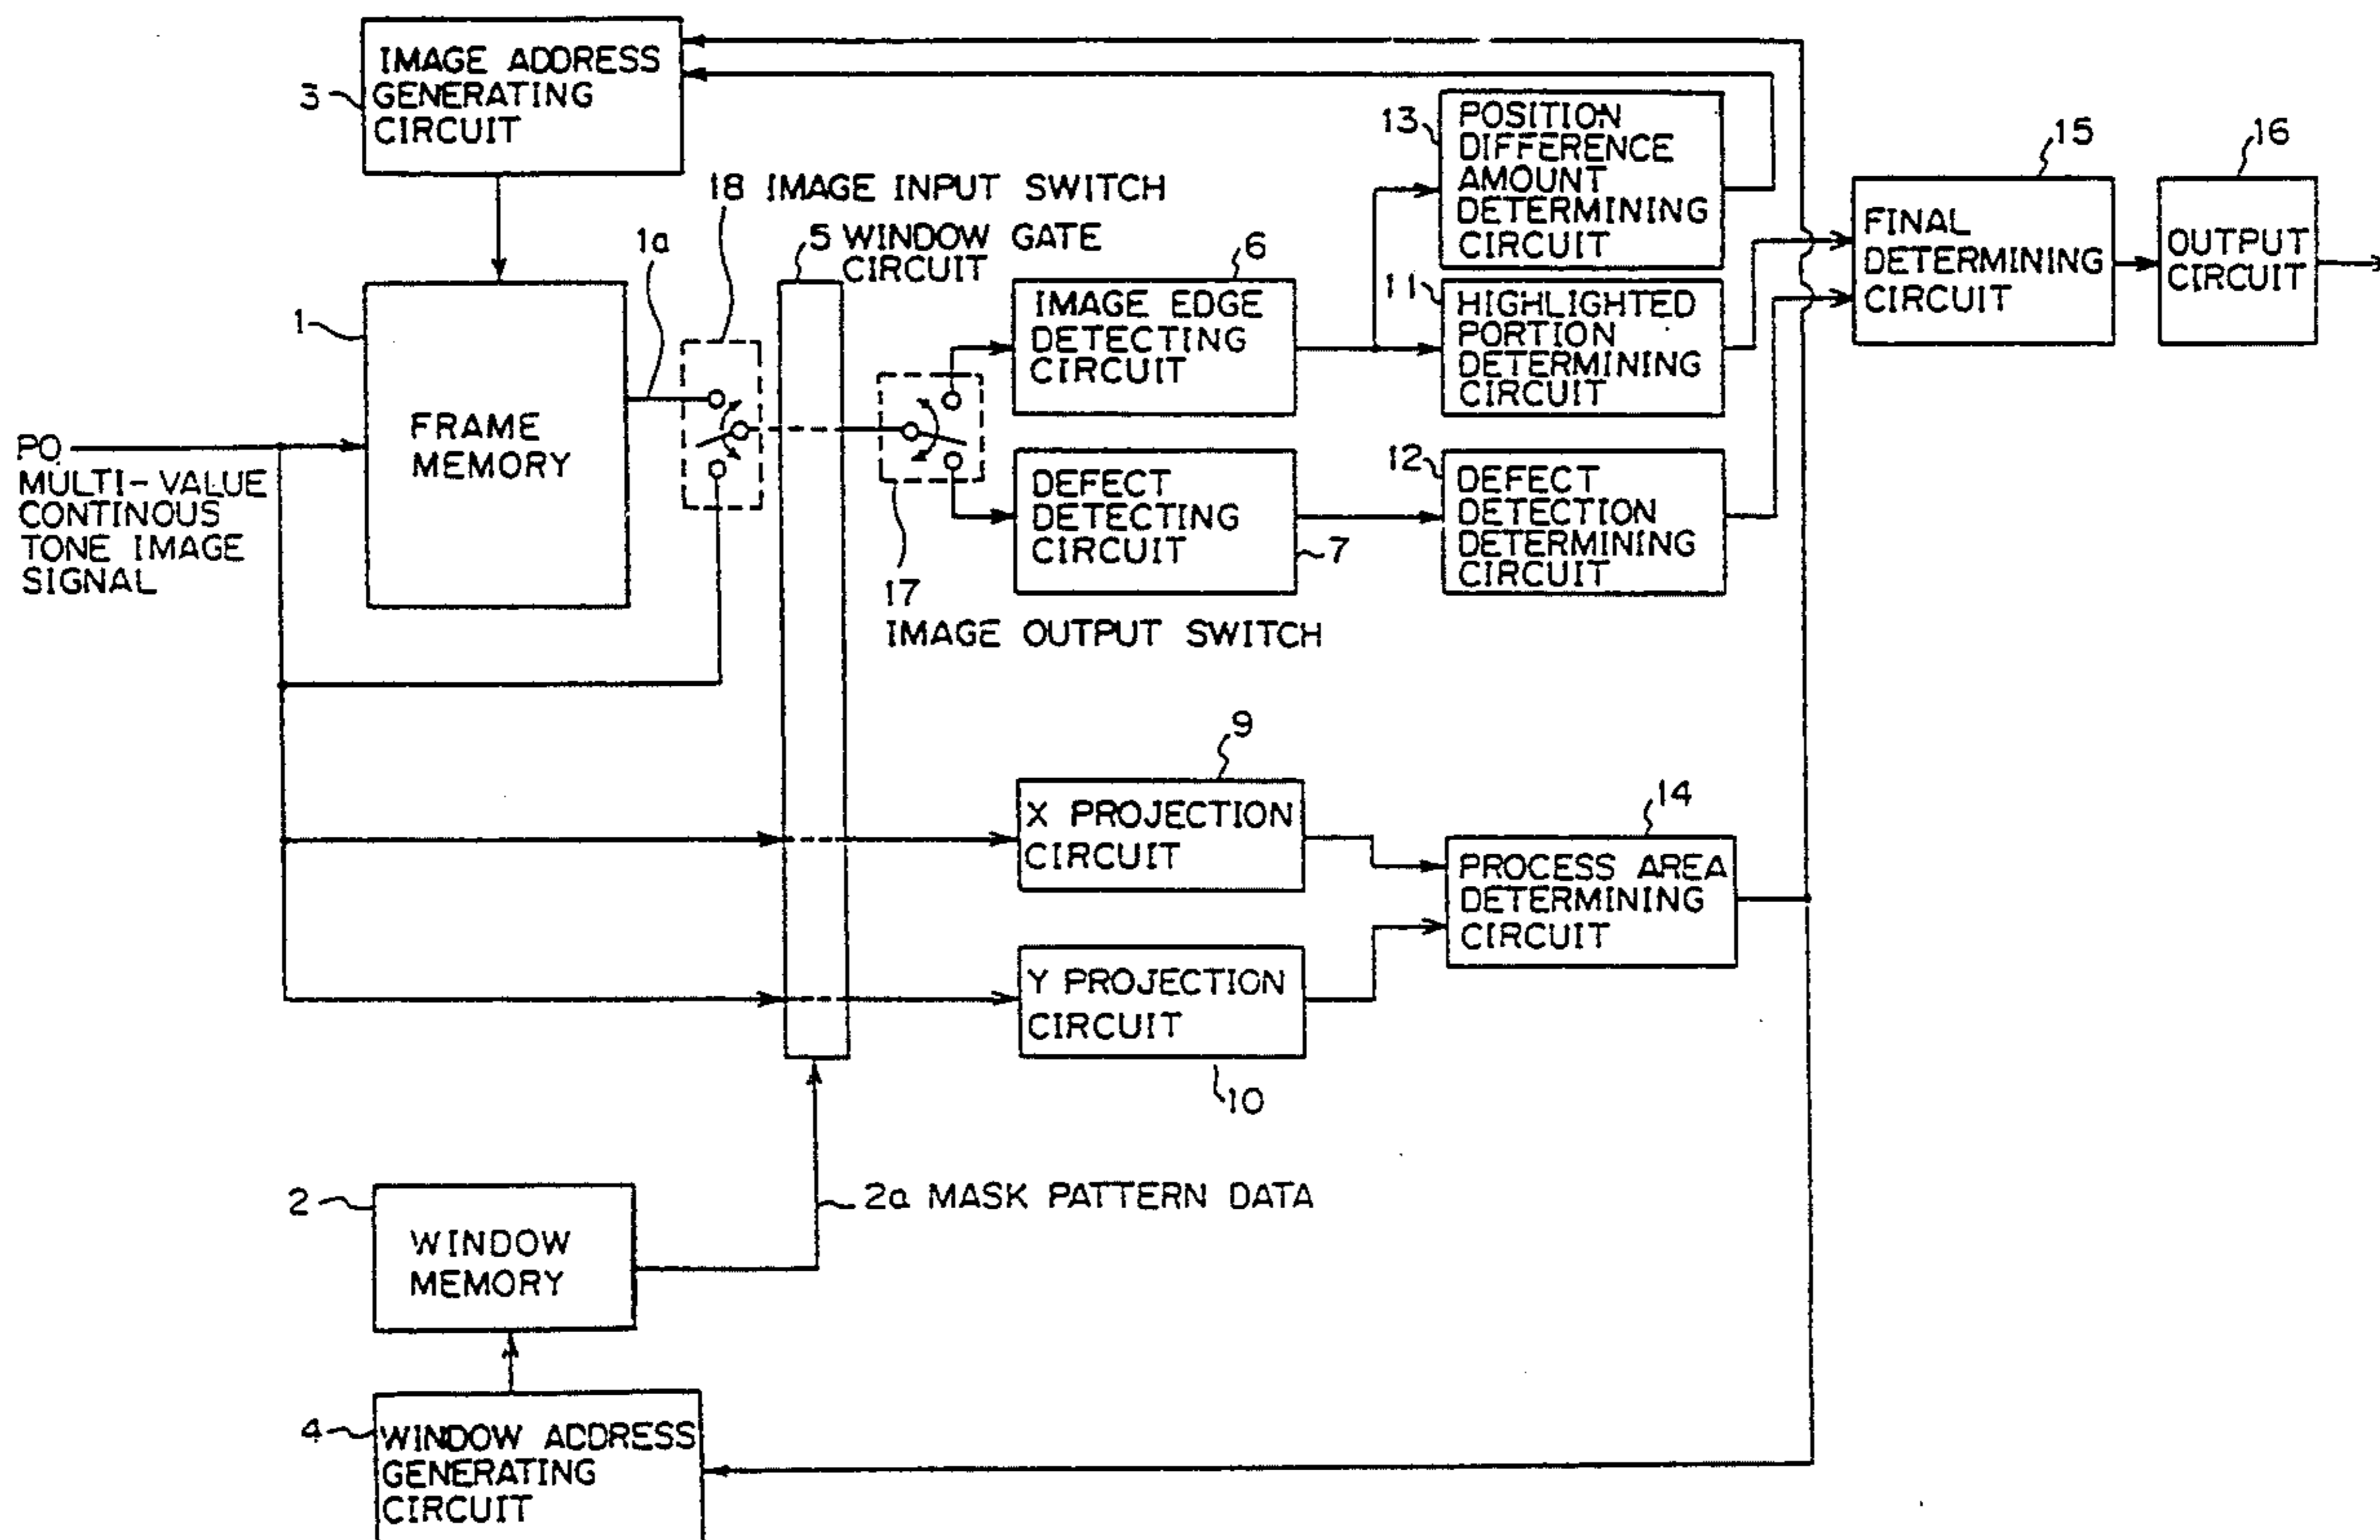 IMAGE ADDRESS
GENERATING
CIRCUIT
3
18 IMAGE INPUT SWITCH
5 WINDOW GATE
CIRCUIT
1a
1
FRAME
MEMORY
PO
MULTI-VALUE
CONTINOUS
TONE IMAGE
SIGNAL
6
IMAGE EDGE
DETECTING
CIRCUIT
DEFECT
DETECTING
CIRCUIT
7
17
IMAGE OUTPUT SWITCH
13
POSITION
DIFFERENCE
AMOUNT
DETERMINING
CIRCUIT
11
HIGHLIGHTED
PORTION
DETERMINING
CIRCUIT
12
DEFECT
DETECTION
DETERMINING
CIRCUIT
15
FINAL
DETERMINING
CIRCUIT
16
OUTPUT
CIRCUIT
9
X PROJECTION
CIRCUIT
Y PROJECTION
CIRCUIT
10
14
PROCESS AREA
DETERMINING
CIRCUIT
2a MASK PATTERN DATA
2
WINDOW
MEMORY
4
WINDOW ADDRESS
GENERATING
CIRCUIT